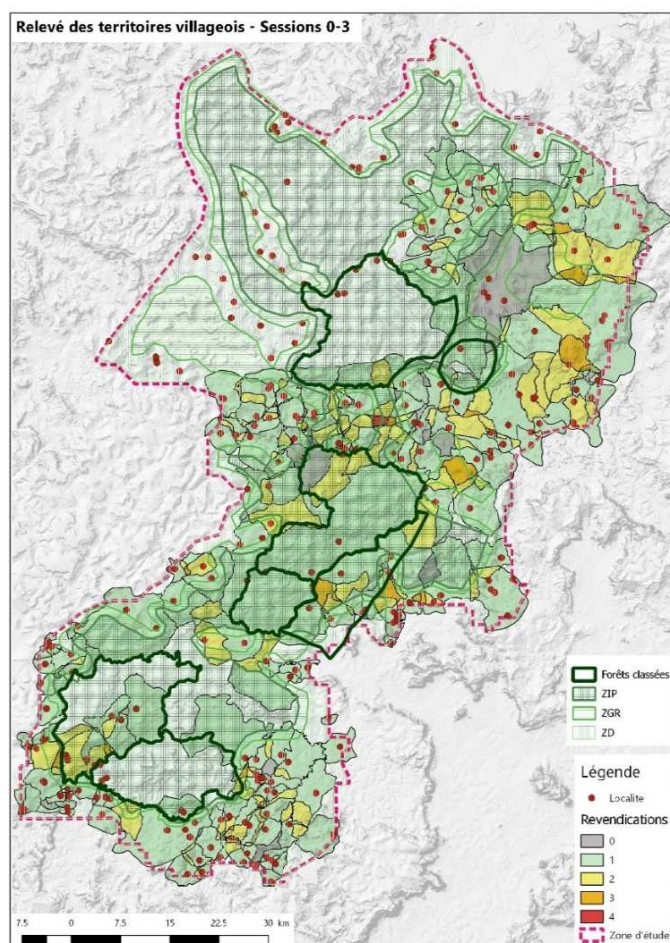 Relevé des territoires villageois - Sessions 0-3
Forêts classées
ZIP
ZGR
ZD
Légende
Localite
Revendications
0
1
2
3
4
Zone d'étude
7.5 0 7.5 15 22.5 30 km